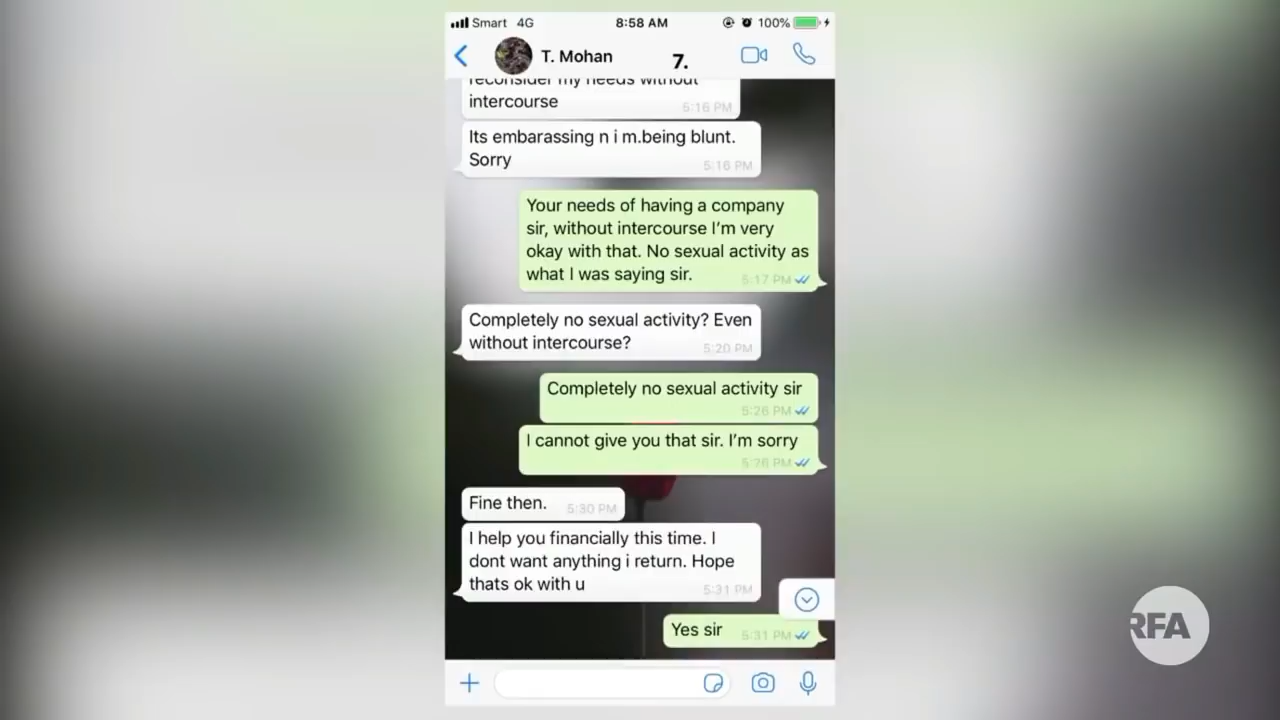 Smart 4G 8:58 AM 100%
T. Mohan 7.
reconsider my needs without
intercourse 5:16 PM
Its embarassing n i m.being blunt.
Sorry 5:16 PM
Your needs of having a company
sir, without intercourse I'm very
okay with that. No sexual activity as
what I was saying sir. 5:17 PM
Completely no sexual activity? Even
without intercourse? 5:20 PM
Completely no sexual activity sir
5:26 PM
I cannot give you that sir. I'm sorry
5:26 PM
Fine then. 5:30 PM
I help you financially this time. I
dont want anything i return. Hope
thats ok with u 5:31 PM
Yes sir 5:31 PM
RFA